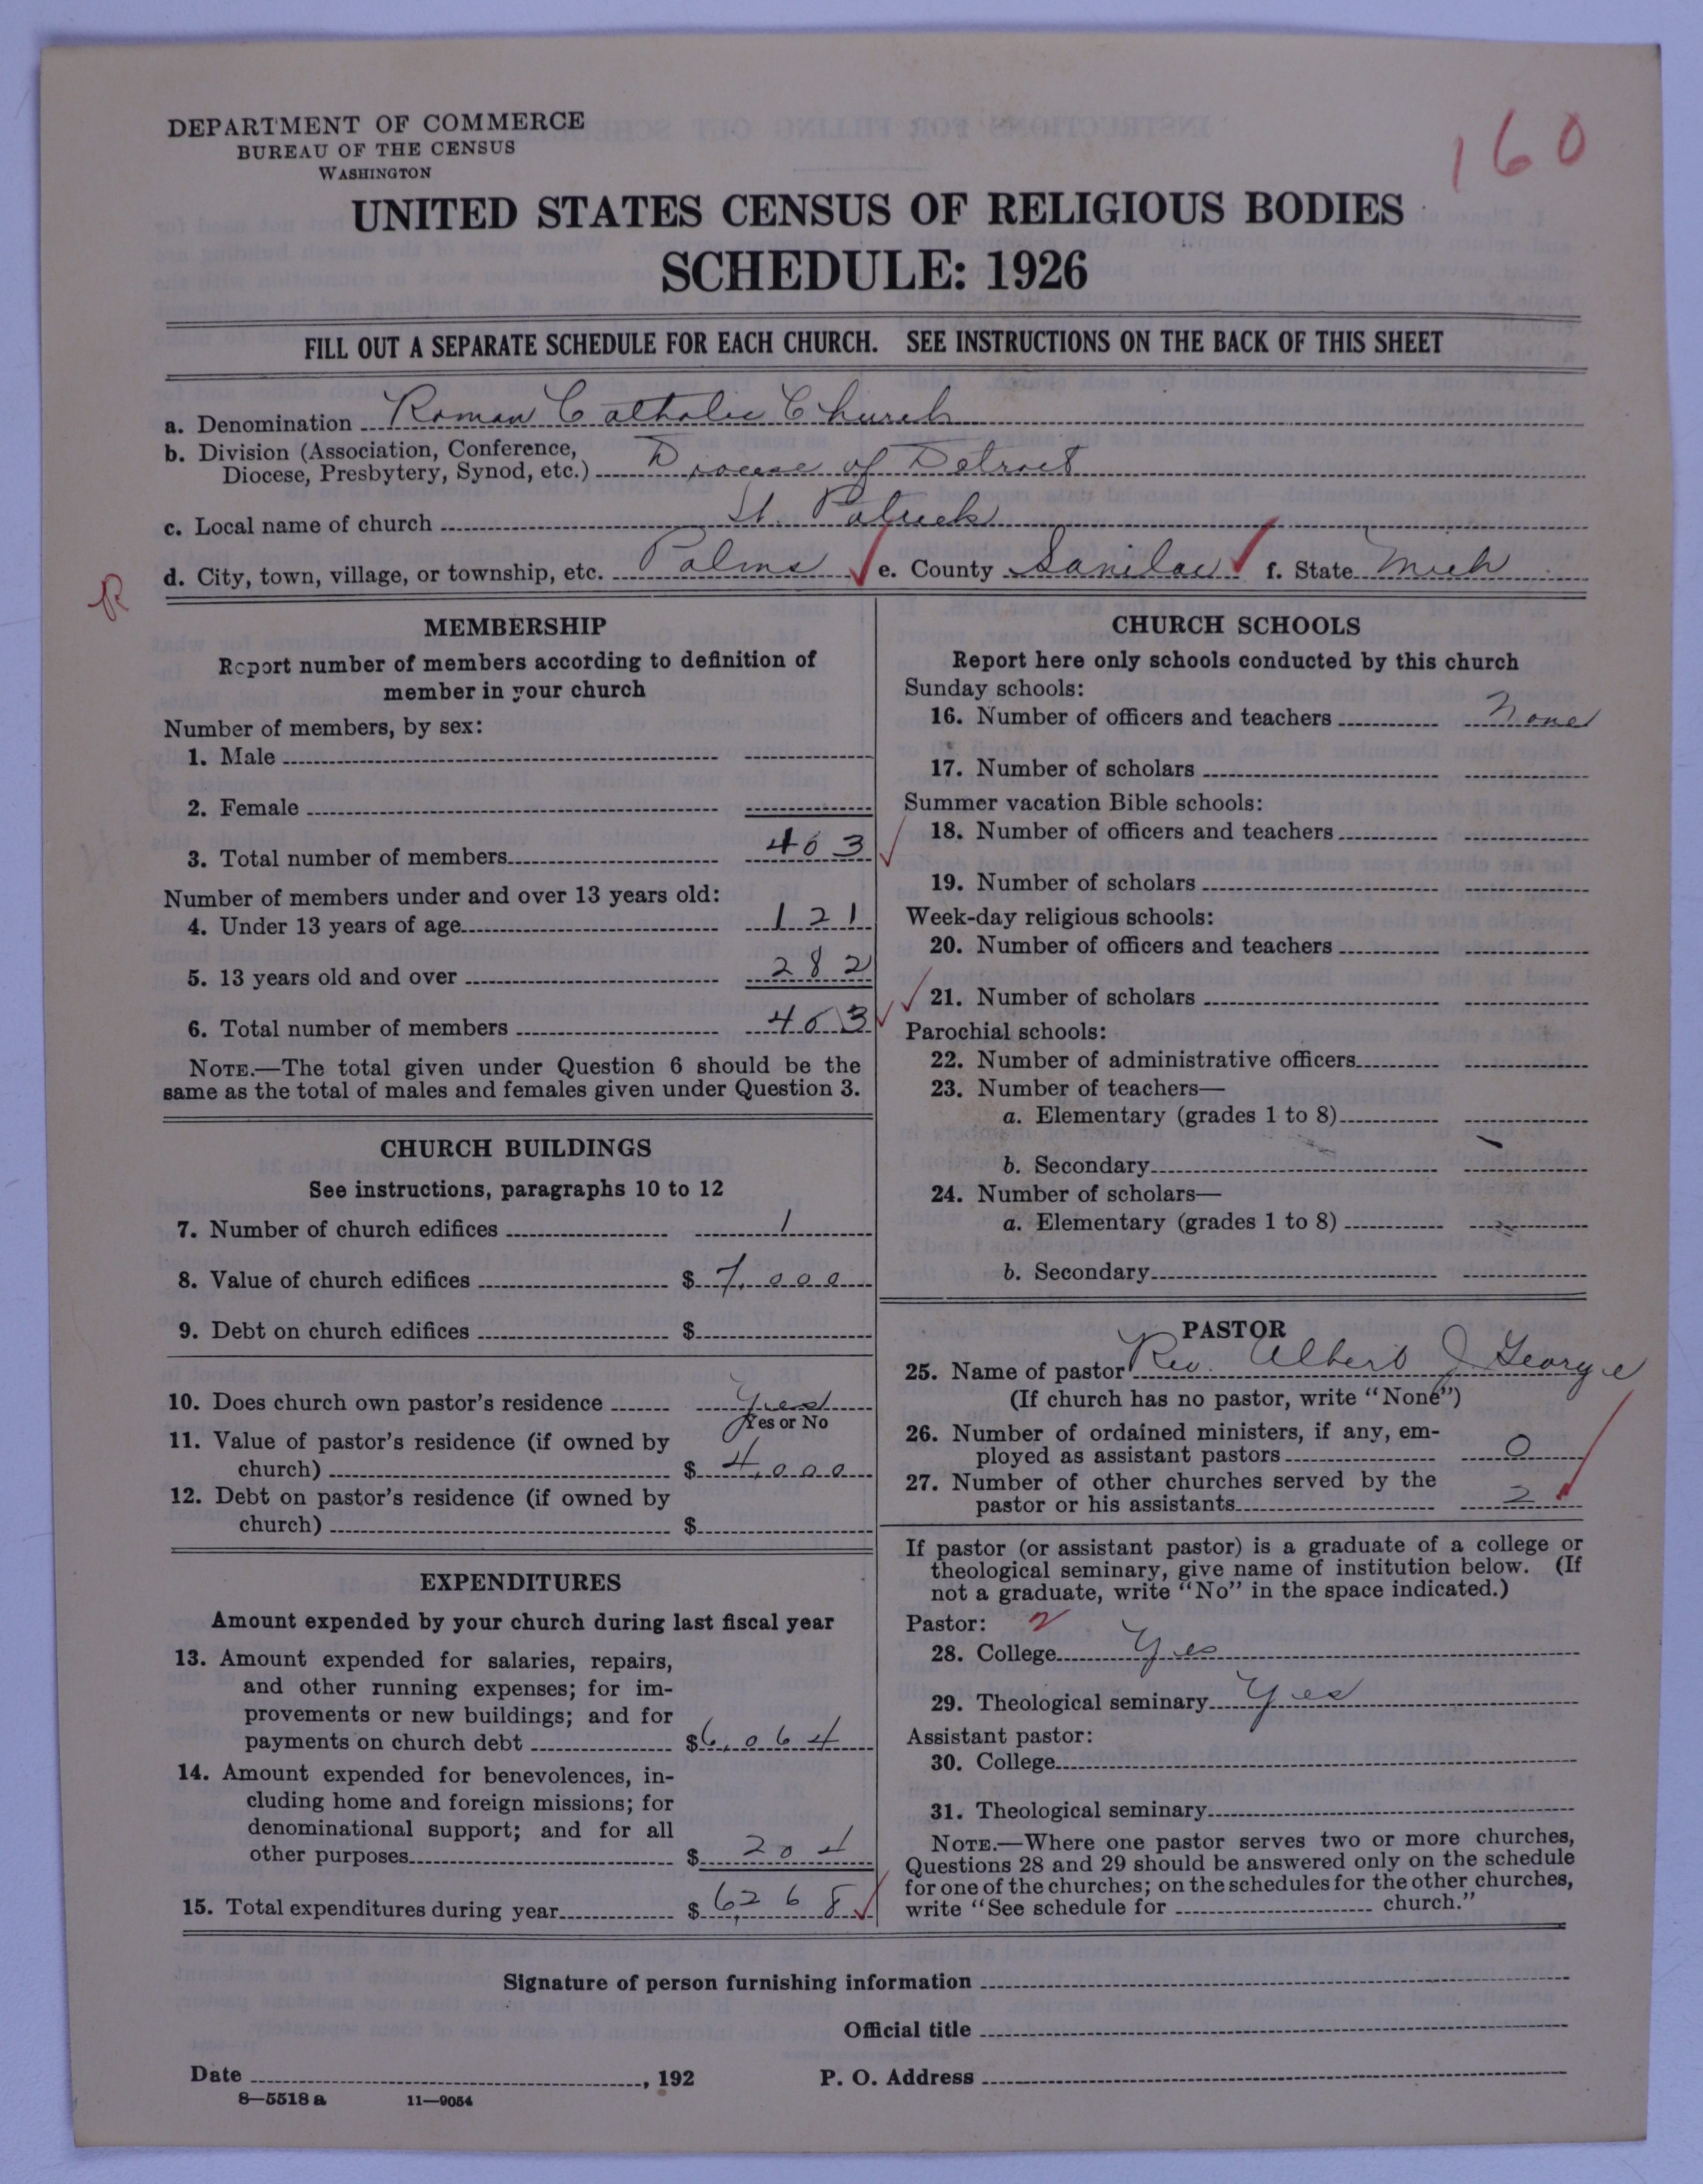 DEPARTMENT OF COMMERCE
BUREAU OF THE CENSUS
WASHINGTON
160
UNITED STATES CENSUS OF RELIGIOUS BODIES
SCHEDULE: 1926
FILL OUT A SEPARATE SCHEDULE FOR EACH CHURCH. SEE INSTRUCTIONS ON THE BACK OF THIS SHEET
a. Denomination Roman Catholic Church
b. Division (Association, Conference,
Diocese, Presbytery, Synod, etc.) Diocese of Detroit
c. Local name of church St. Patrick
d. City, town, village, or township, etc. Palms e. County Sanilac f. State Mich
R
MEMBERSHIP
Report number of members according to definition of
member in your church
Number of members, by sex:
1. Male
2. Female
3. Total number of members 403
Number of members under and over 13 years old:
4. Under 13 years of age 121
5. 13 years old and over 282
6. Total number of members 403
NOTE.—The total given under Question 6 should be the
same as the total of males and females given under Question 3.
CHURCH BUILDINGS
See instructions, paragraphs 10 to 12
7. Number of church edifices 1
8. Value of church edifices $ 7,000
9. Debt on church edifices $
10. Does church own pastor's residence Yes
Yes or No
11. Value of pastor's residence (if owned by
church) $ 4,000
12. Debt on pastor's residence (if owned by
church) $
EXPENDITURES
Amount expended by your church during last fiscal year
13. Amount expended for salaries, repairs,
and other running expenses; for im-
provements or new buildings; and for
payments on church debt $6,064
14. Amount expended for benevolences, in-
cluding home and foreign missions; for
denominational support; and for all
other purposes $ 204
15. Total expenditures during year $ 6,268
CHURCH SCHOOLS
Report here only schools conducted by this church
Sunday schools:
16. Number of officers and teachers None
17. Number of scholars
Summer vacation Bible schools:
18. Number of officers and teachers
19. Number of scholars
Week-day religious schools:
20. Number of officers and teachers
21. Number of scholars
Parochial schools:
22. Number of administrative officers
23. Number of teachers—
a. Elementary (grades 1 to 8)
b. Secondary
24. Number of scholars—
a. Elementary (grades 1 to 8)
b. Secondary
PASTOR
25. Name of pastor Rev. Albert J George
(If church has no pastor, write "None")
26. Number of ordained ministers, if any, em-
ployed as assistant pastors 0
27. Number of other churches served by the
pastor or his assistants 2
If pastor (or assistant pastor) is a graduate of a college or
theological seminary, give name of institution below. (If
not a graduate, write "No" in the space indicated.)
Pastor: 2
28. College Yes
29. Theological seminary Yes
Assistant pastor:
30. College
31. Theological seminary
NOTE.—Where one pastor serves two or more churches,
Questions 28 and 29 should be answered only on the schedule
for one of the churches; on the schedules for the other churches,
write "See schedule for church."
Signature of person furnishing information
Official title
Date , 192 P. O. Address
8—5518 a 11—9054